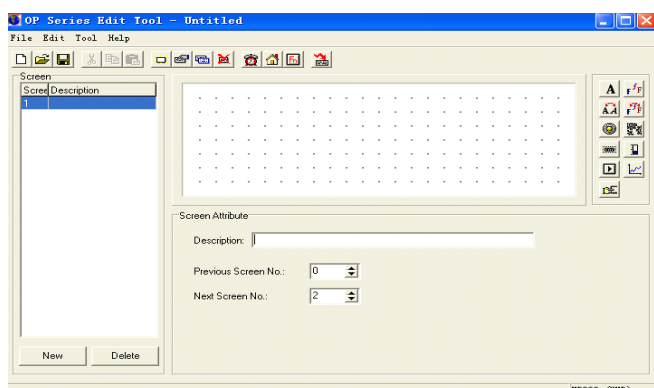 OP Series Edit Tool - Untitled
File Edit Tool Help
Screen
Scree Description
1
A
Screen Attribute
Description:
Previous Screen No.: 0
Next Screen No.: 2
New Delete